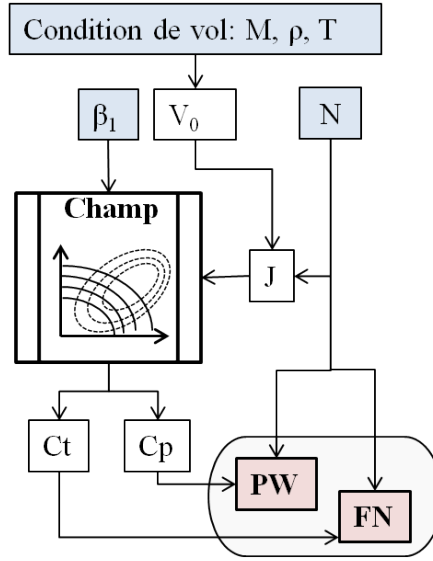 Condition de vol: M, ρ, T
β₁
V₀
N
Champ
J
Ct
Cp
PW
FN